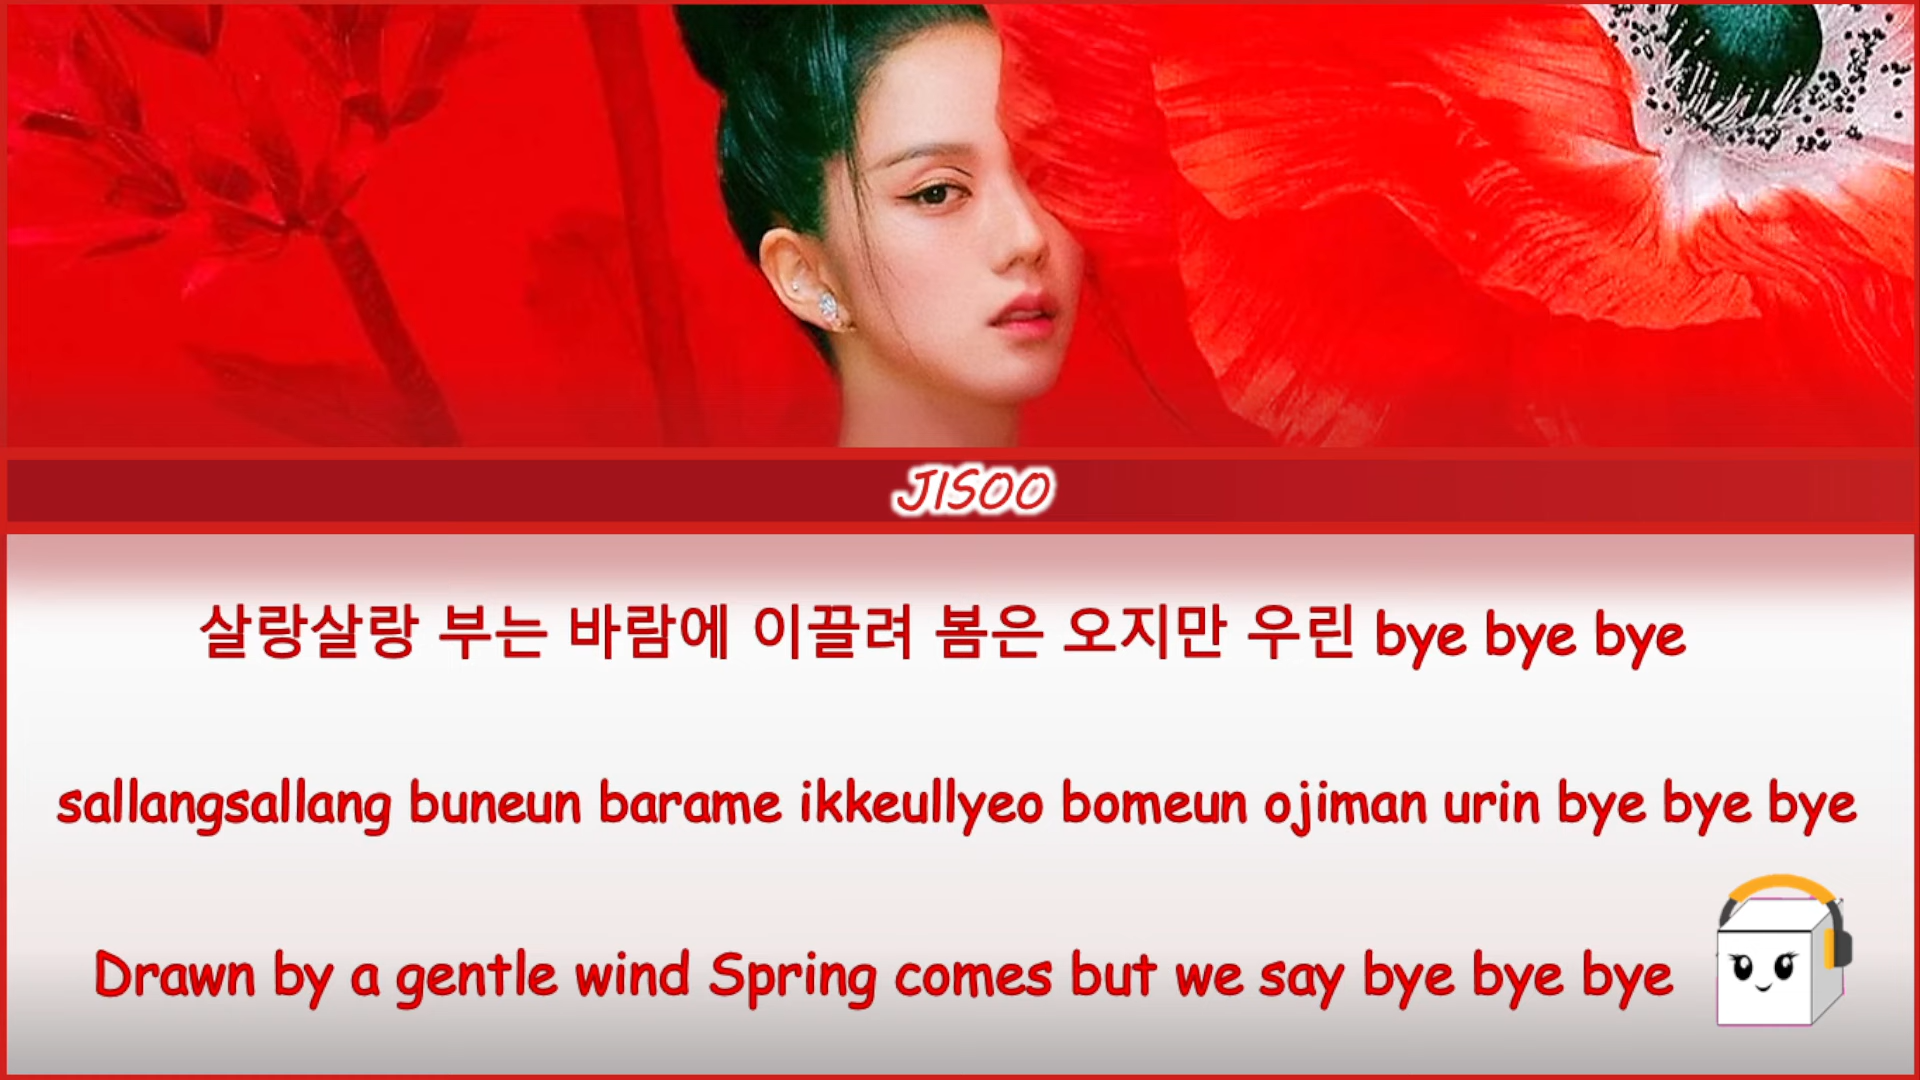 JISOO
살랑살랑 부는 바람에 이끌려 봄은 오지만 우린 bye bye bye
sallangsallang buneun barame ikkeullyeo bomeun ojiman urin bye bye bye
Drawn by a gentle wind Spring comes but we say bye bye bye